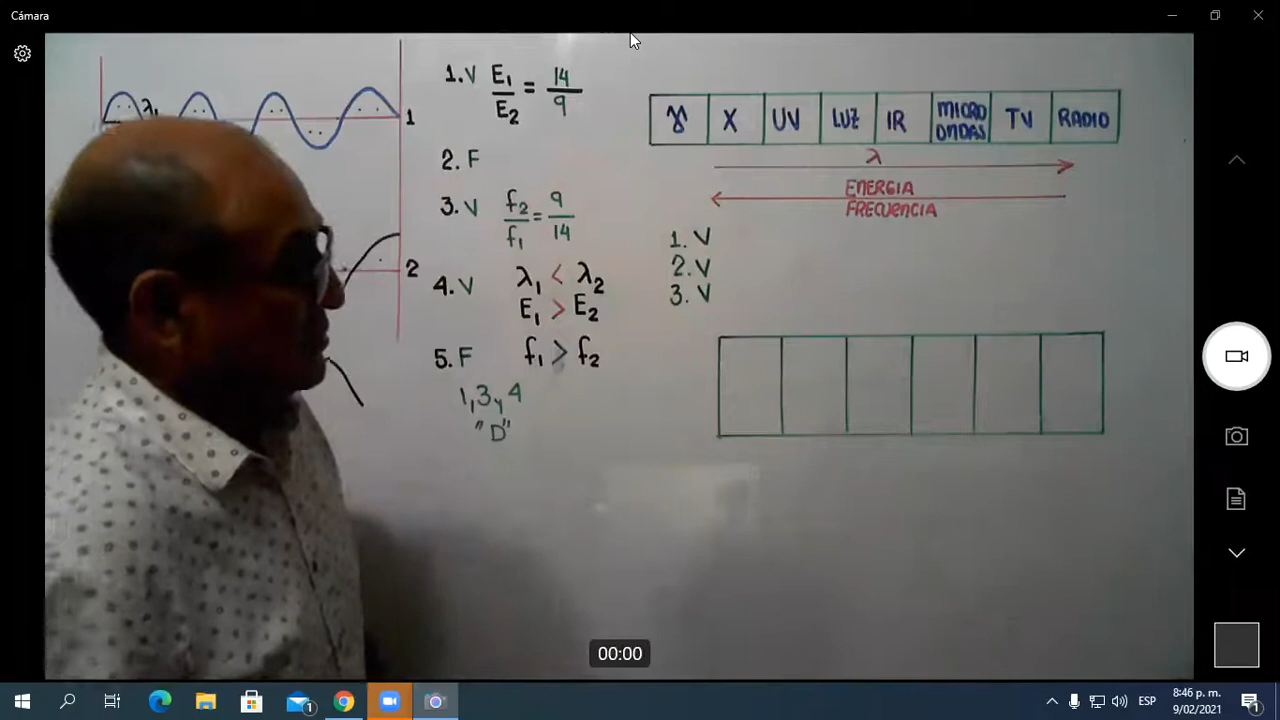 Cámara
λ₁
1
2
1. V E₁/E₂ = 14/9
2. F
3. V f₂/f₁ = 9/14
4. V λ₁ < λ₂
E₁ > E₂
5. F f₁ > f₂
1, 3 y 4
"D"
γ X UV LUZ IR MICRO ONDAS TV RADIO
λ
ENERGIA
FRECUENCIA
1. V
2. V
3. V
00:00
1
ESP
8:46 p. m.
9/02/2021
1